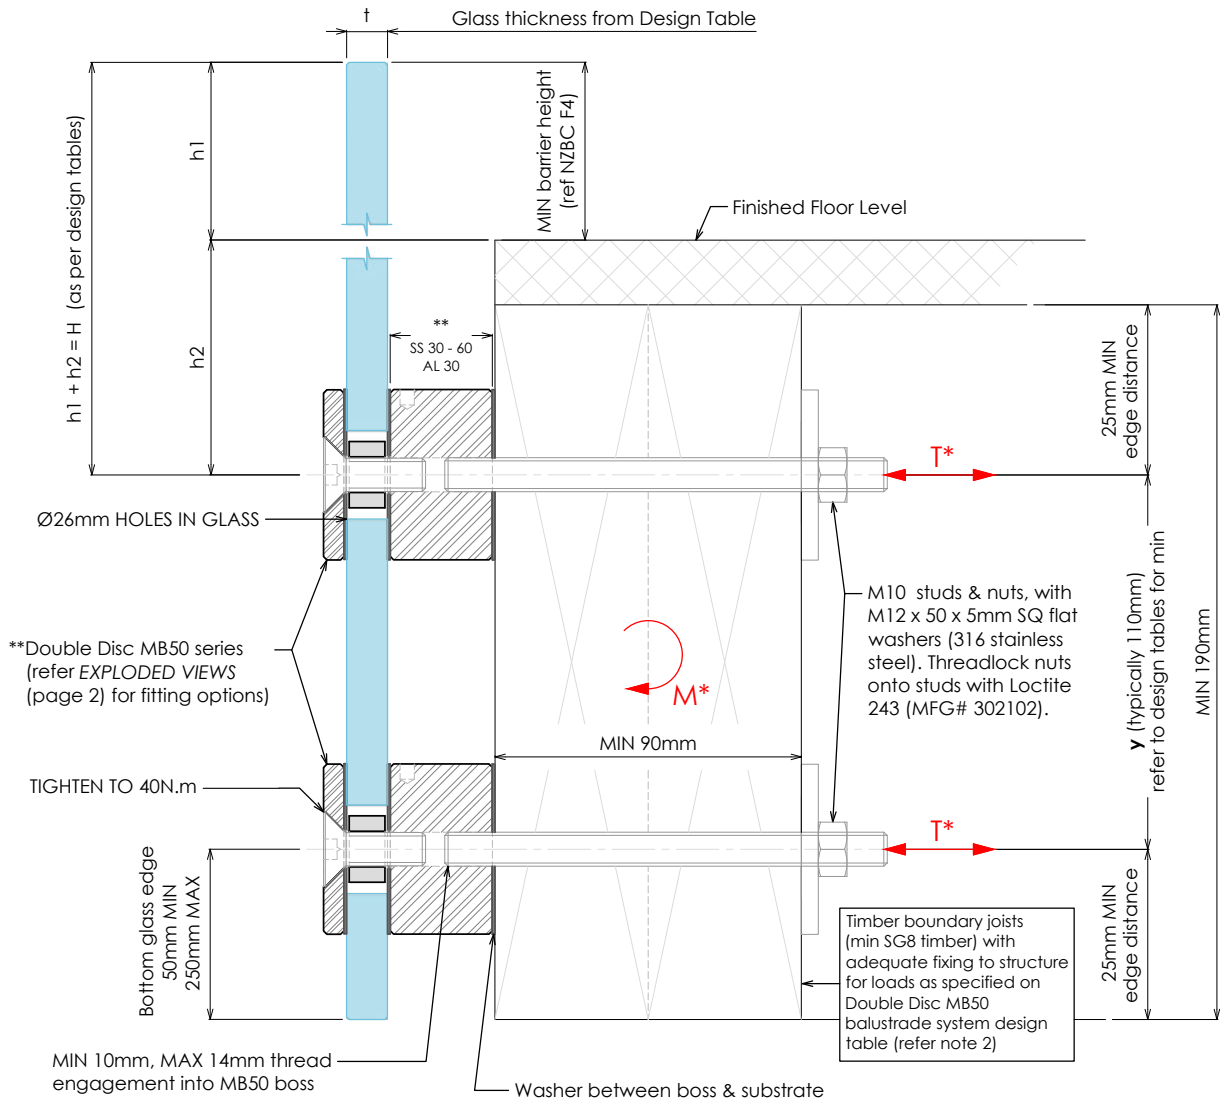 t
Glass thickness from Design Table
h1 + h2 = H  (as per design tables)
h1
MIN barrier height
(ref NZBC F4)
Finished Floor Level
h2
**
SS 30 - 60
AL 30
25mm MIN
edge distance
T*
Ø26mm HOLES IN GLASS
M10  studs & nuts, with
M12 x 50 x 5mm SQ flat
washers (316 stainless
steel). Threadlock nuts
onto studs with Loctite
243 (MFG# 302102).
**Double Disc MB50 series
(refer EXPLODED VIEWS
(page 2) for fitting options)
M*
y (typically 110mm)
refer to design tables for min
MIN 190mm
MIN 90mm
TIGHTEN TO 40N.m
T*
Bottom glass edge
50mm MIN
250mm MAX
Timber boundary joists
(min SG8 timber) with
adequate fixing to structure
for loads as specified on
Double Disc MB50
balustrade system design
table (refer note 2)
25mm MIN
edge distance
MIN 10mm, MAX 14mm thread
engagement into MB50 boss
Washer between boss & substrate